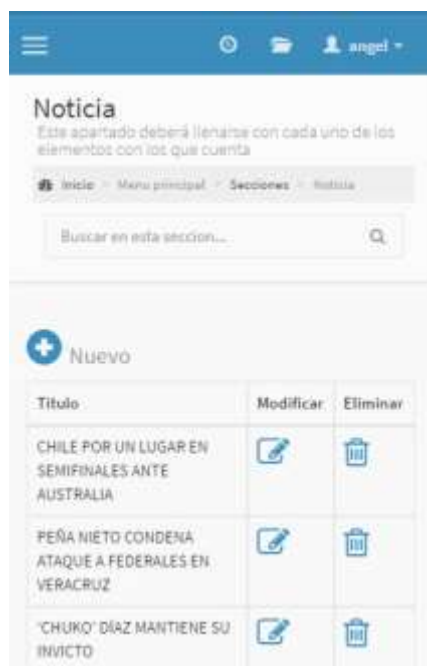 angel
Noticia
Este apartado deberá llenarse con cada uno de los
elementos con los que cuenta
Inicio > Menu principal > Secciones > Noticia
Buscar en esta seccion...
Nuevo
Título Modificar Eliminar
CHILE POR UN LUGAR EN
SEMIFINALES ANTE
AUSTRALIA
PEÑA NIETO CONDENA
ATAQUE A FEDERALES EN
VERACRUZ
'CHUKO' DÍAZ MANTIENE SU
INVICTO